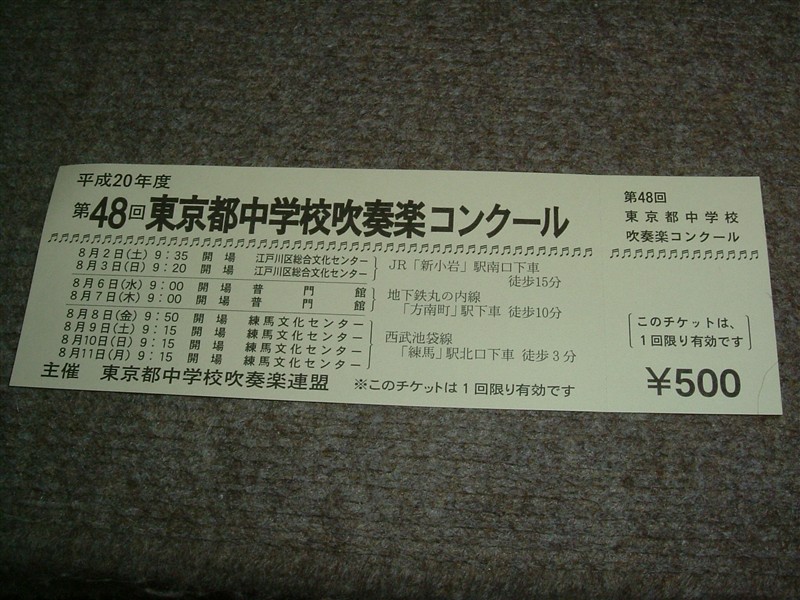 平成20年度
第48回 東京都中学校吹奏楽コンクール
8月2日(土) 9:35 開場 江戸川区総合文化センター
8月3日(日) 9:20 開場 江戸川区総合文化センター
JR「新小岩」駅南口下車
徒歩15分
8月6日(水) 9:00 開場 普門館
8月7日(木) 9:00 開場 普門館
地下鉄丸の内線
「方南町」駅下車 徒歩10分
8月8日(金) 9:50 開場 練馬文化センター
8月9日(土) 9:15 開場 練馬文化センター
8月10日(日) 9:15 開場 練馬文化センター
8月11日(月) 9:15 開場 練馬文化センター
西武池袋線
「練馬」駅北口下車 徒歩3分
主催 東京都中学校吹奏楽連盟 ※このチケットは1回限り有効です
第48回
東京都中学校
吹奏楽コンクール
このチケットは、
1回限り有効です
¥500